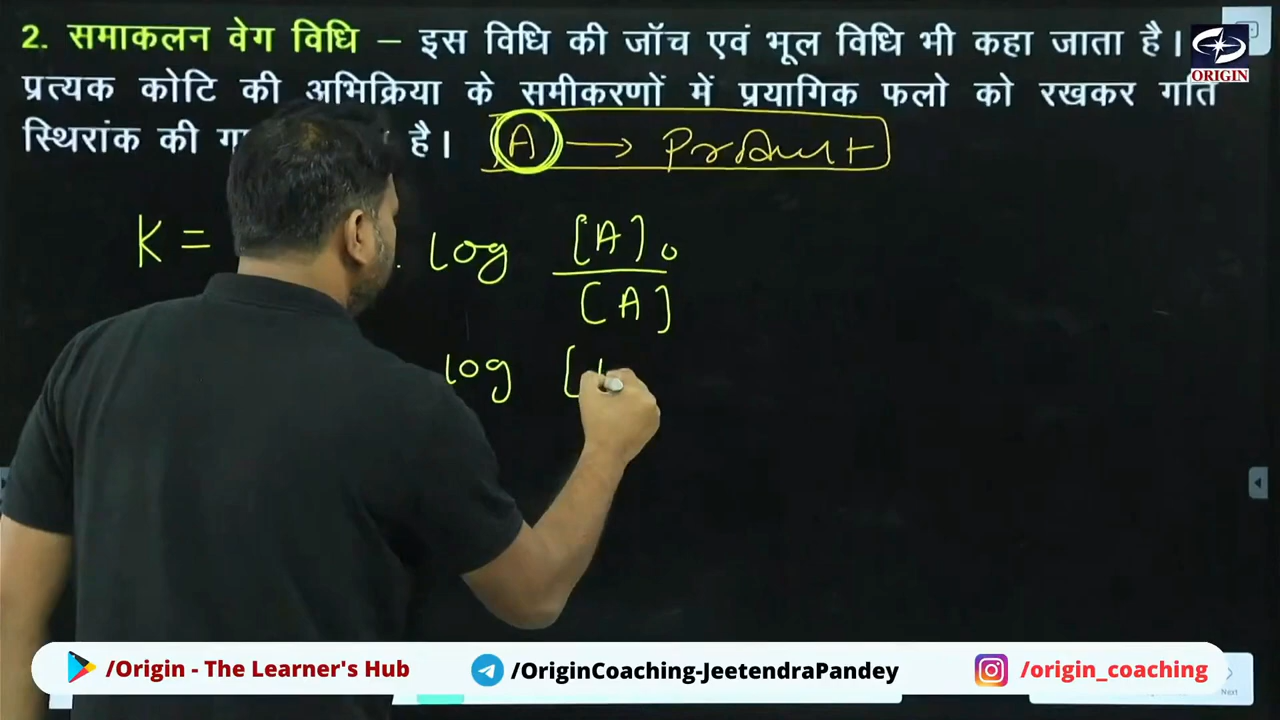 2. समाकलन वेग विधि – इस विधि की जाॅच एवं भूल विधि भी कहा जाता है।
ORIGIN
प्रत्यक कोटि की अभिक्रिया के समीकरणों में प्रयागिक फलो को रखकर गति
स्थिरांक की है।
A → Product
K = log [A]₀ / [A]
log [
/Origin - The Learner's Hub
/OriginCoaching-JeetendraPandey
/origin_coaching
Next